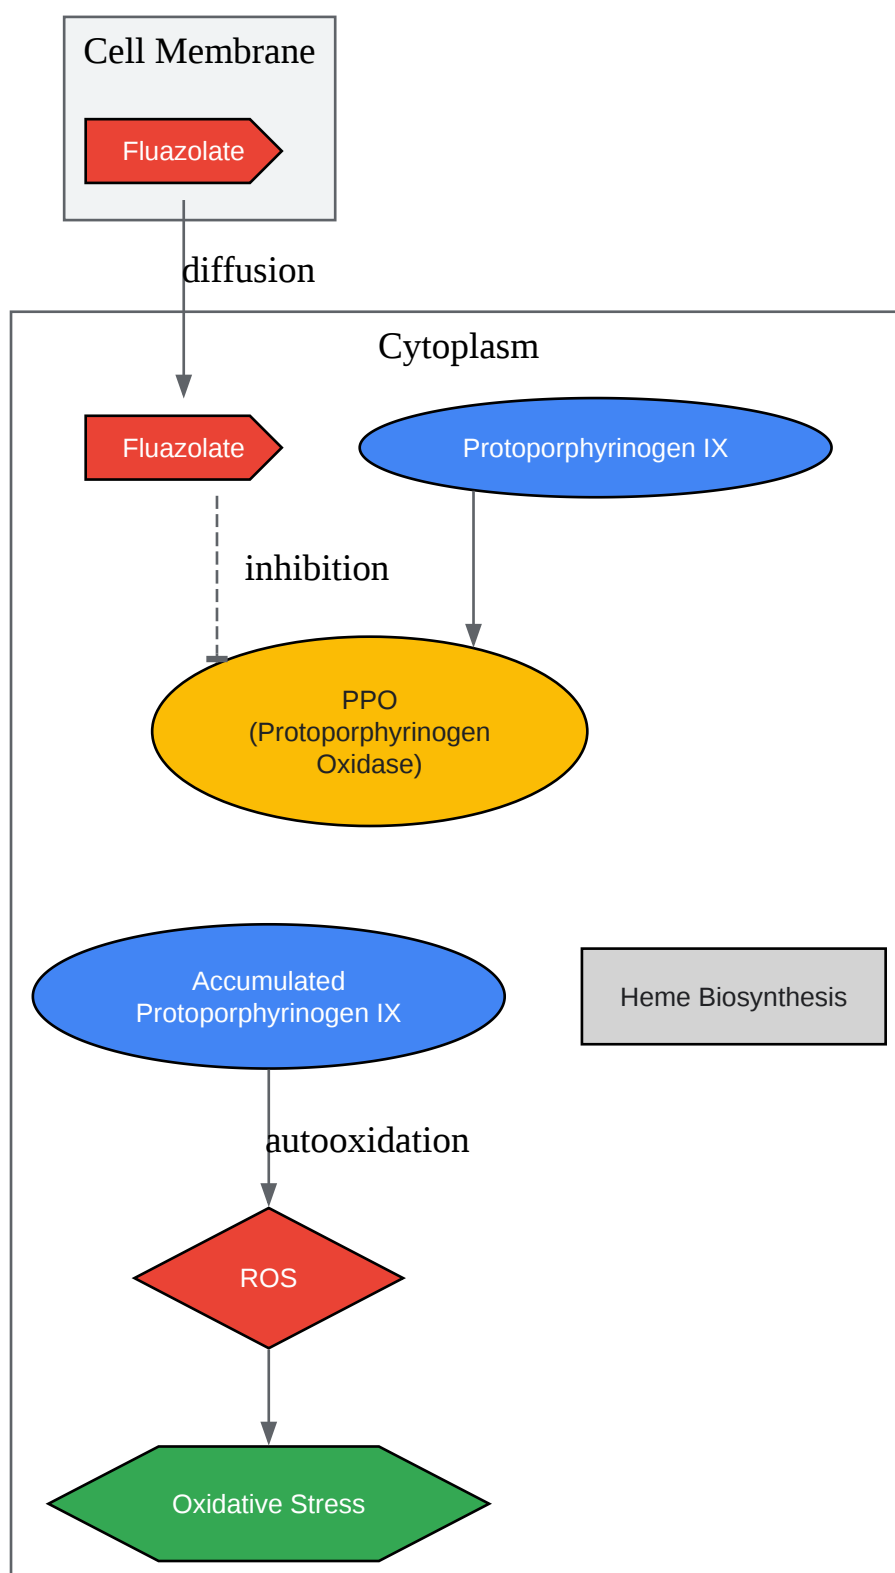 Cell Membrane
Fluazolate
diffusion
Cytoplasm
Fluazolate
Protoporphyrinogen IX
inhibition
PPO
(Protoporphyrinogen
Oxidase)
Accumulated
Protoporphyrinogen IX
Heme Biosynthesis
autooxidation
ROS
Oxidative Stress